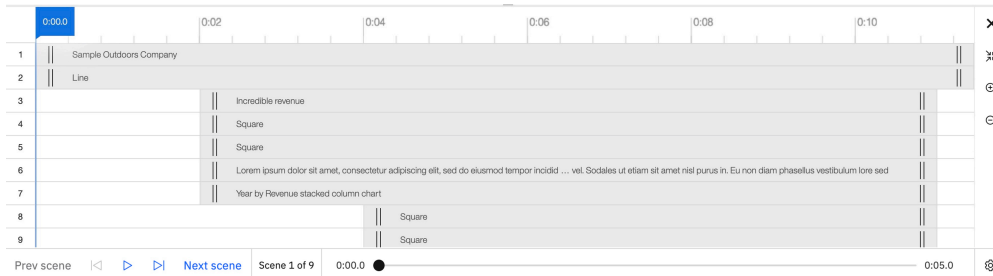 0:00.0 0:02 0:04 0:06 0:08 0:10
1 Sample Outdoors Company
2 Line
3 Incredible revenue
4 Square
5 Square
6 Lorem ipsum dolor sit amet, consectetur adipiscing elit, sed do eiusmod tempor incidid … vel. Sodales ut etiam sit amet nisl purus in. Eu non diam phasellus vestibulum lore sed
7 Year by Revenue stacked column chart
8 Square
9 Square
Prev scene Next scene Scene 1 of 9 0:00.0 0:05.0